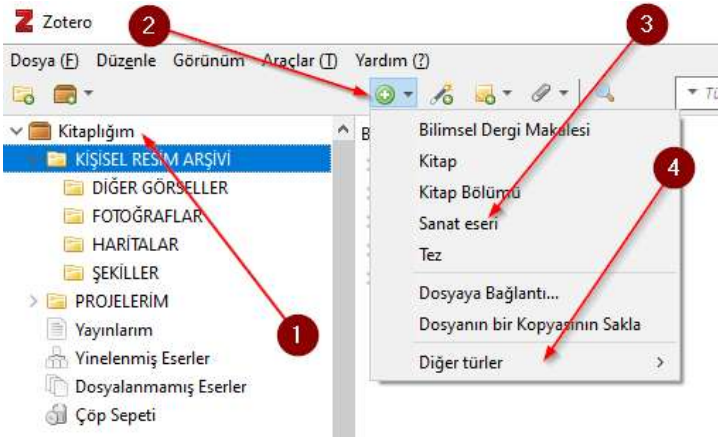 Z Zotero
2
3
Dosya (F) Düzenle Görünüm Araçlar (T) Yardım (?)
Kitaplığım
KİŞİSEL RESİM ARŞİVİ
DİĞER GÖRSELLER
FOTOĞRAFLAR
HARİTALAR
ŞEKİLLER
PROJELERİM
Yayınlarım
Yinelenmiş Eserler
Dosyalanmamış Eserler
Çöp Sepeti
1
B
Bilimsel Dergi Makalesi
Kitap
Kitap Bölümü
Sanat eseri
Tez
Dosyaya Bağlantı...
Dosyanın bir Kopyasının Sakla
Diğer türler
4